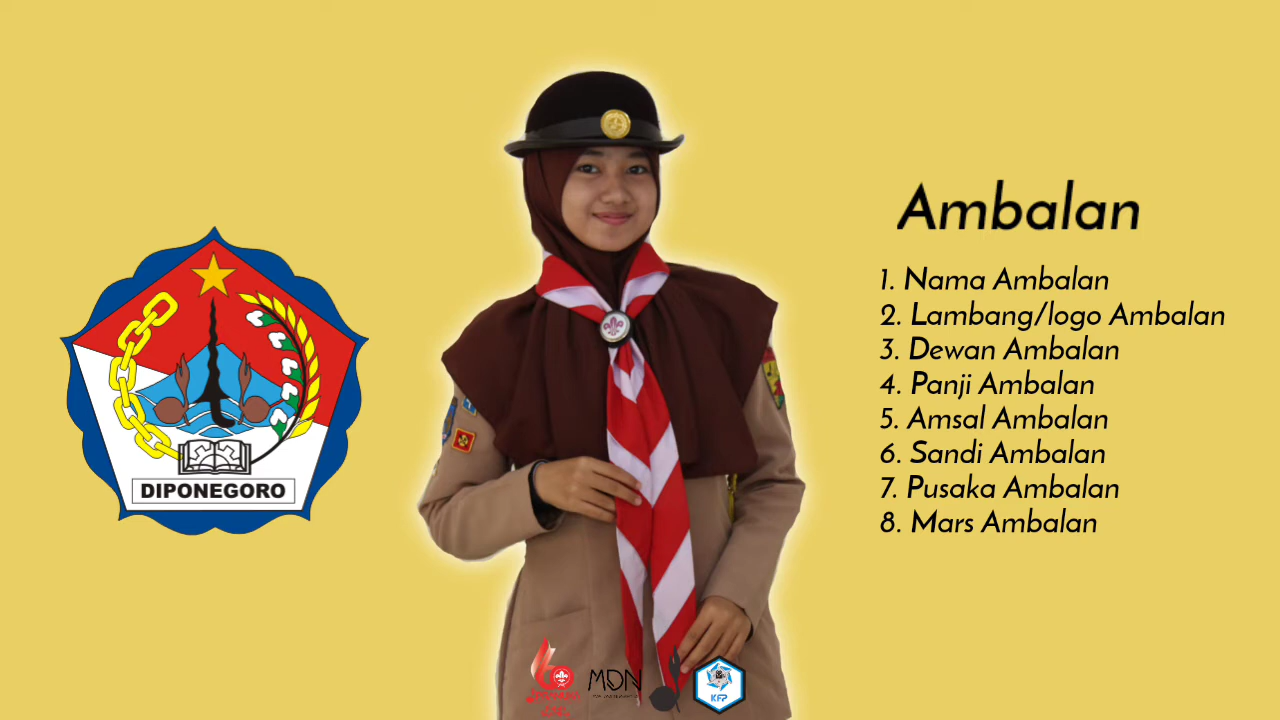 Ambalan
1. Nama Ambalan
2. Lambang/logo Ambalan
3. Dewan Ambalan
4. Panji Ambalan
5. Amsal Ambalan
6. Sandi Ambalan
7. Pusaka Ambalan
8. Mars Ambalan
DIPONEGORO
MDN
KFP